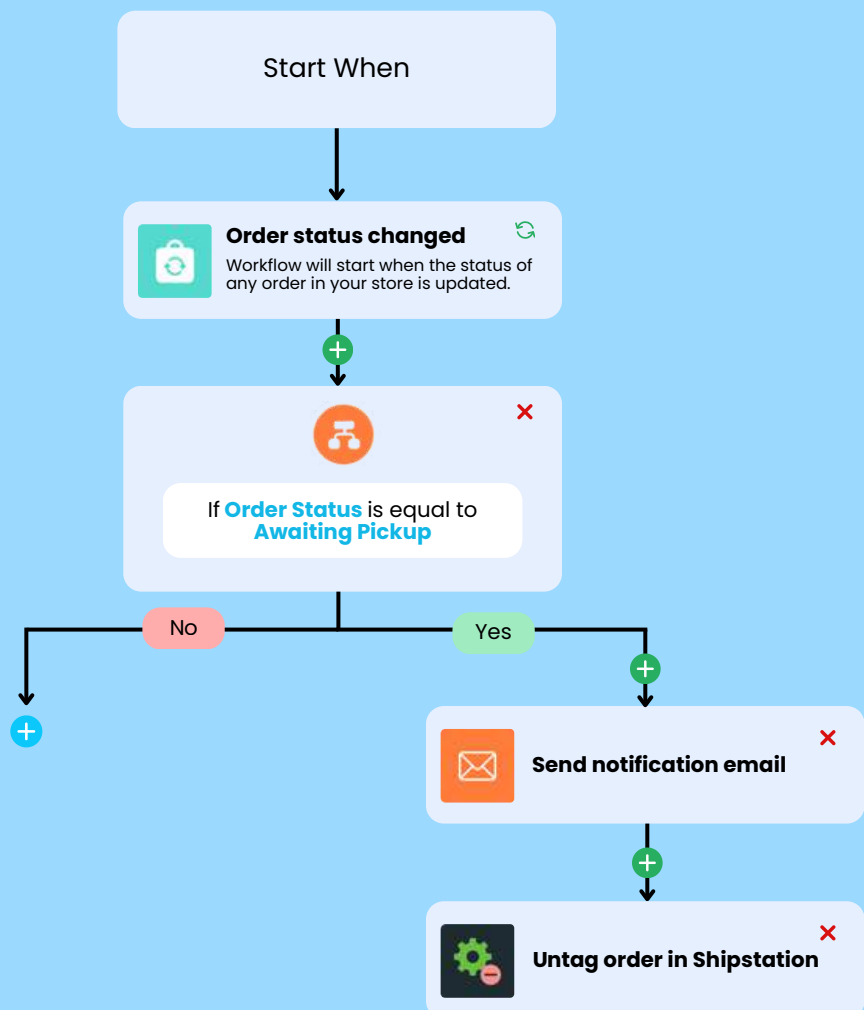 Start When
Order status changed
Workflow will start when the status of
any order in your store is updated.
If Order Status is equal to
Awaiting Pickup
No
Yes
Send notification email
Untag order in Shipstation